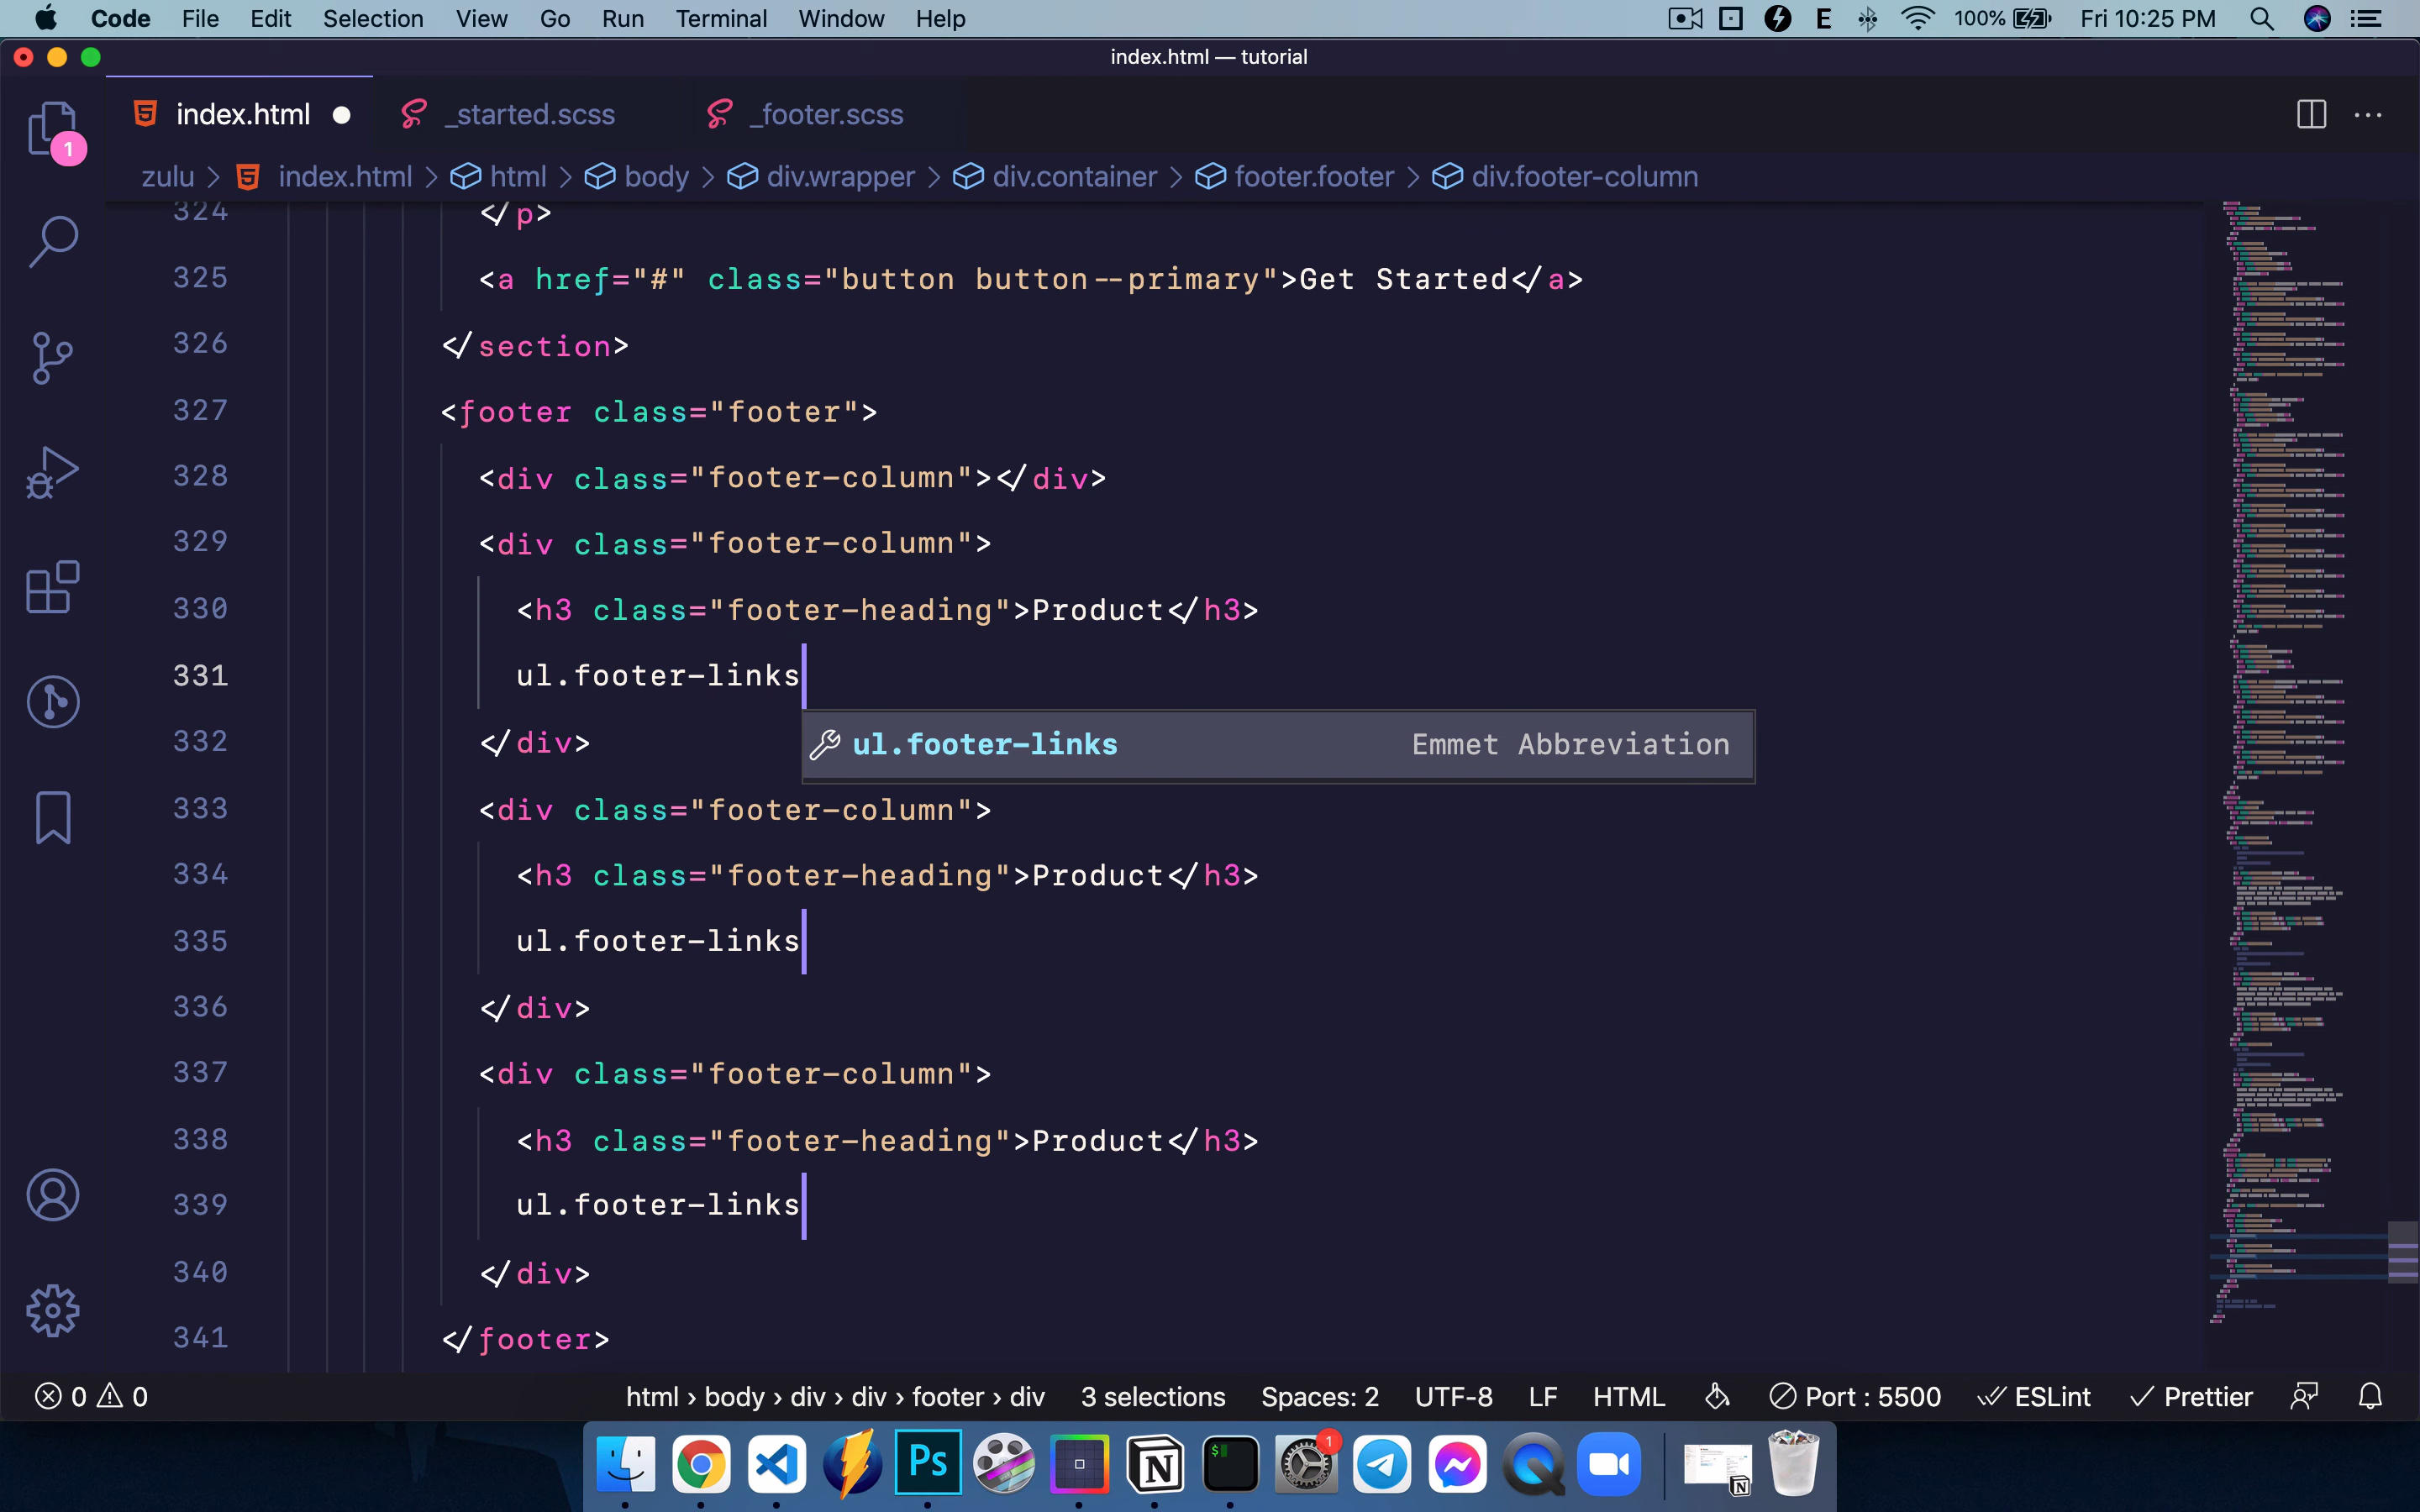 Code File Edit Selection View Go Run Terminal Window Help E 100% Fri 10:25 PM
index.html — tutorial
index.html _started.scss _footer.scss
1
zulu > index.html > html > body > div.wrapper > div.container > footer.footer > div.footer-column
324 </p>
325 <a href="#" class="button button--primary">Get Started</a>
326 </section>
327 <footer class="footer">
328 <div class="footer-column"></div>
329 <div class="footer-column">
330 <h3 class="footer-heading">Product</h3>
331 ul.footer-links
ul.footer-links Emmet Abbreviation
332 </div>
333 <div class="footer-column">
334 <h3 class="footer-heading">Product</h3>
335 ul.footer-links
336 </div>
337 <div class="footer-column">
338 <h3 class="footer-heading">Product</h3>
339 ul.footer-links
340 </div>
341 </footer>
0 0 html › body › div › div › footer › div 3 selections Spaces: 2 UTF-8 LF HTML Port : 5500 ESLint Prettier
Ps N $ 1